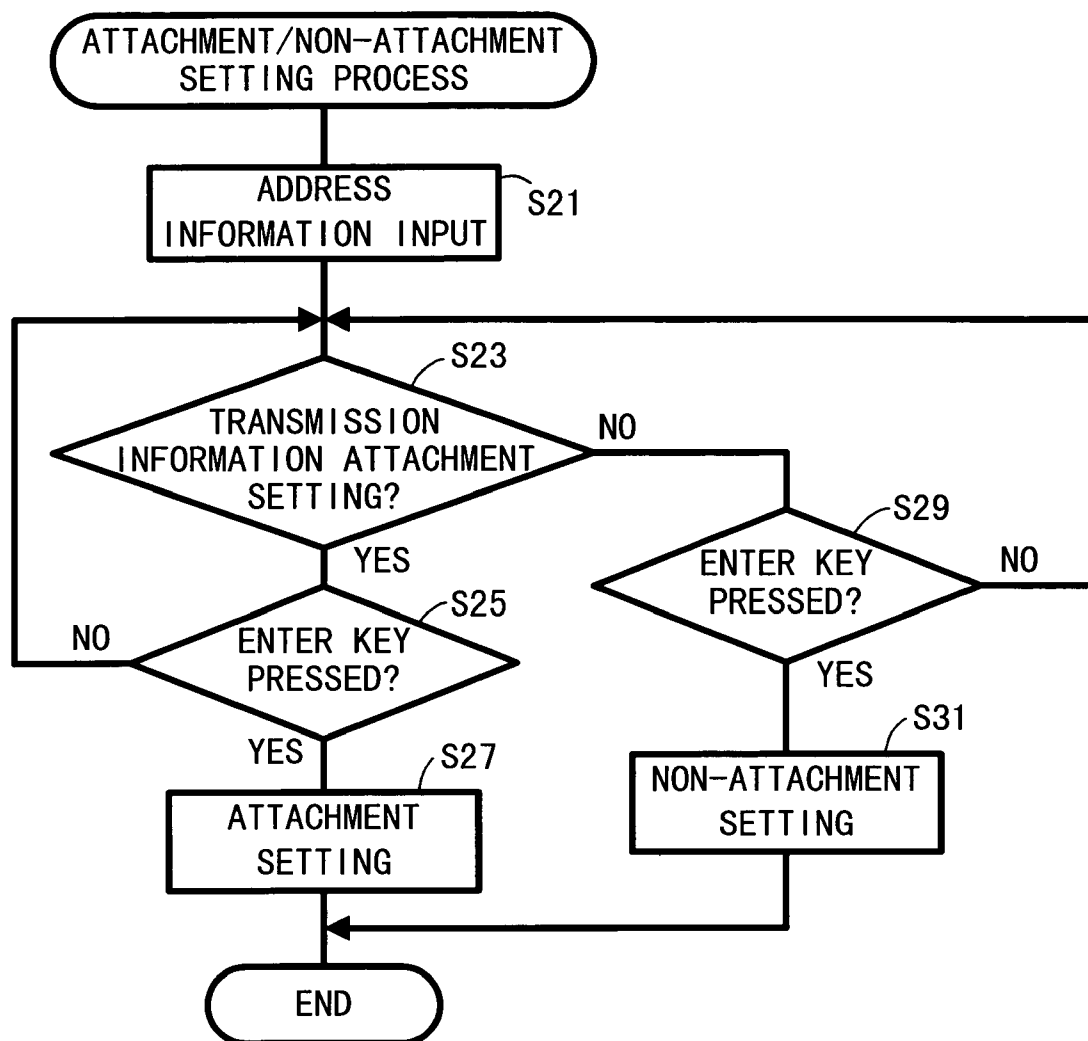 ATTACHMENT/NON-ATTACHMENT
SETTING PROCESS
ADDRESS
INFORMATION INPUT
S21
S23
TRANSMISSION
INFORMATION ATTACHMENT
SETTING?
NO
YES
S29
ENTER KEY
PRESSED?
NO
YES
S25
ENTER KEY
PRESSED?
NO
YES
S27
ATTACHMENT
SETTING
S31
NON-ATTACHMENT
SETTING
END